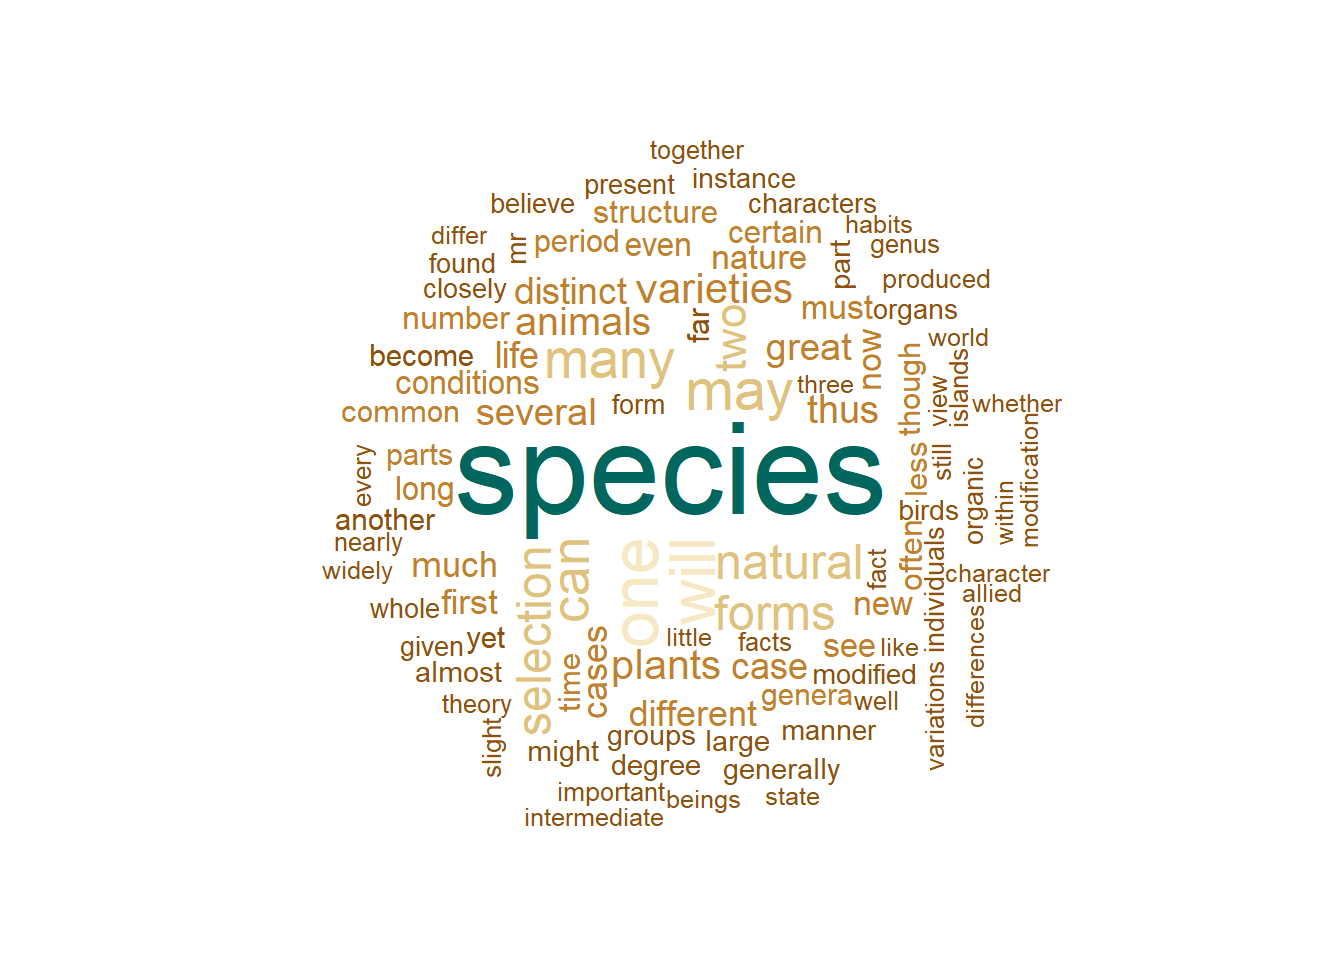 together
present
instance
believe
structure
characters
differ
mr
period
even
certain
habits
found
nature
part
genus
closely
distinct
varieties
produced
number
animals
far
two
must
organs
become
life
many
great
now
world
conditions
may
three
though
view
islands
common
several
form
thus
whether
every
parts
species
less
still
modification
long
organic
within
another
birds
nearly
often
widely
much
selection
can
one
will
natural
fact
individuals
character
whole
first
forms
new
allied
given
yet
little
facts
see
like
almost
time
cases
plants
case
modified
differences
theory
genera
well
variations
slight
different
might
groups
large
manner
degree
generally
important
beings
state
intermediate